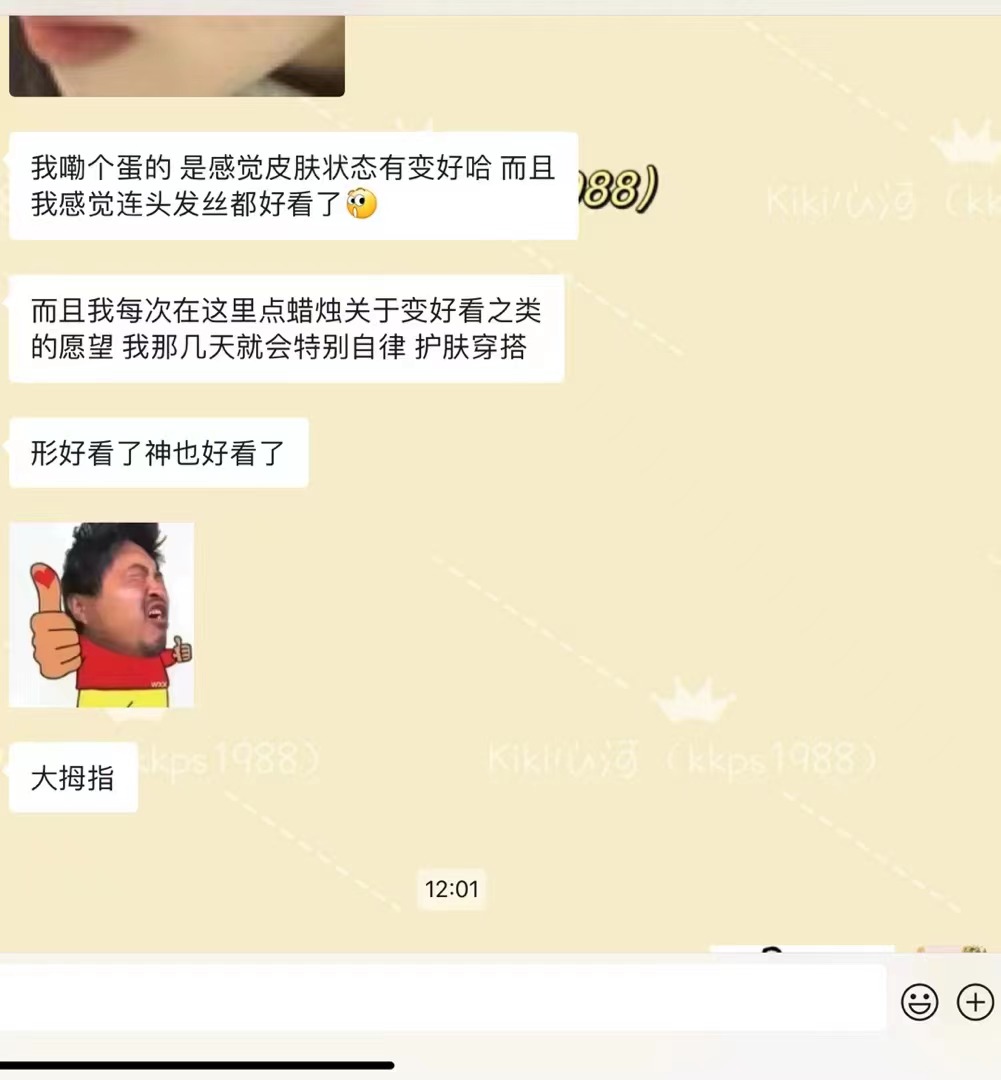 我嘞个蛋的 是感觉皮肤状态有变好哈 而且
我感觉连头发丝都好看了
988)
Kiki心河 (kk
而且我每次在这里点蜡烛关于变好看之类
的愿望 我那几天就会特别自律 护肤穿搭
形好看了神也好看了
大拇指
kkps1988)
Kiki心河 (kkps1988)
12:01